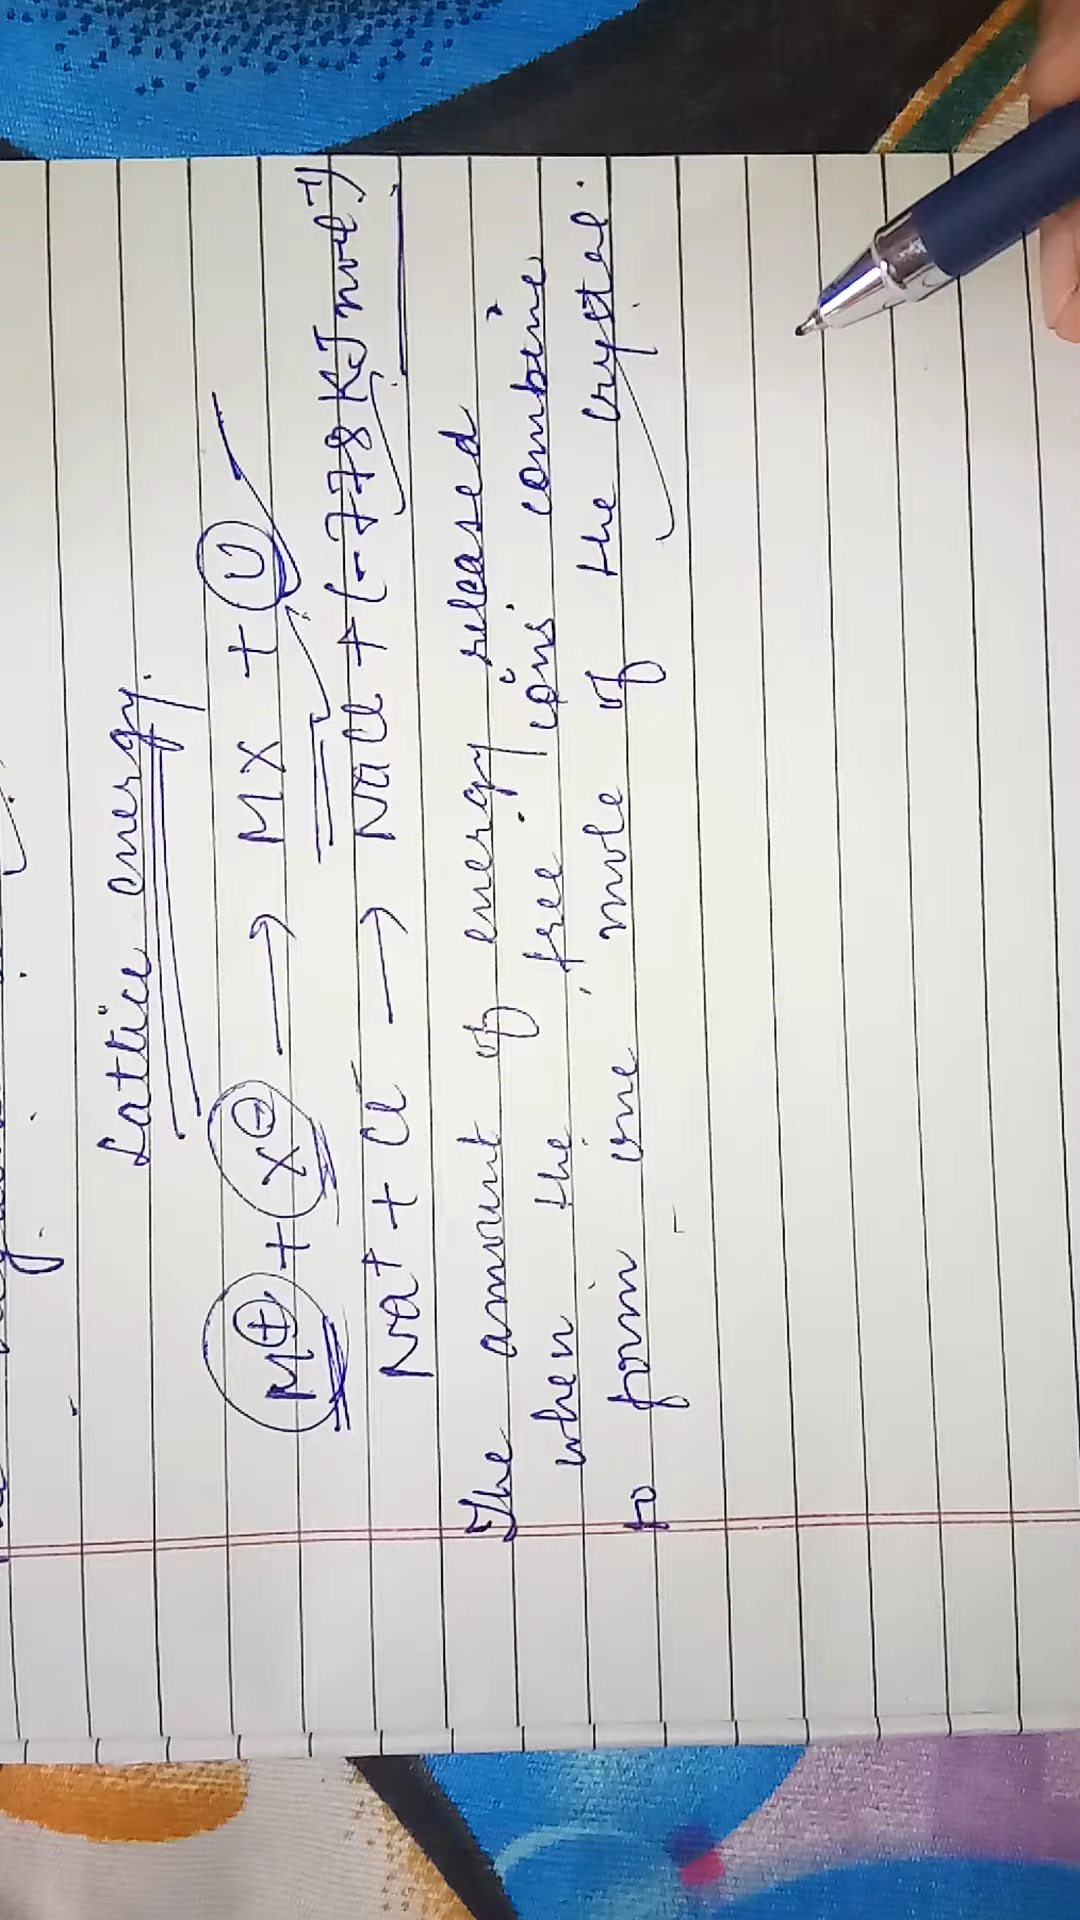 Lattice energy.
M⊕ + X⊖ → MX + U
Na⁺ + Cl⁻ → NaCl + (-778 KJ mol⁻¹)
The amount of energy released
when the free ions combine
to form one mole of the crystal.